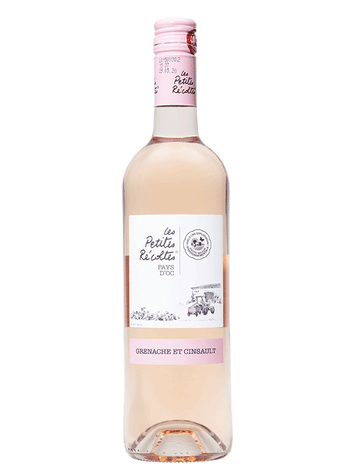 Les
Petites
Récoltes
Les
Petites
Récoltes
PAYS
D'OC
GRENACHE ET CINSAULT